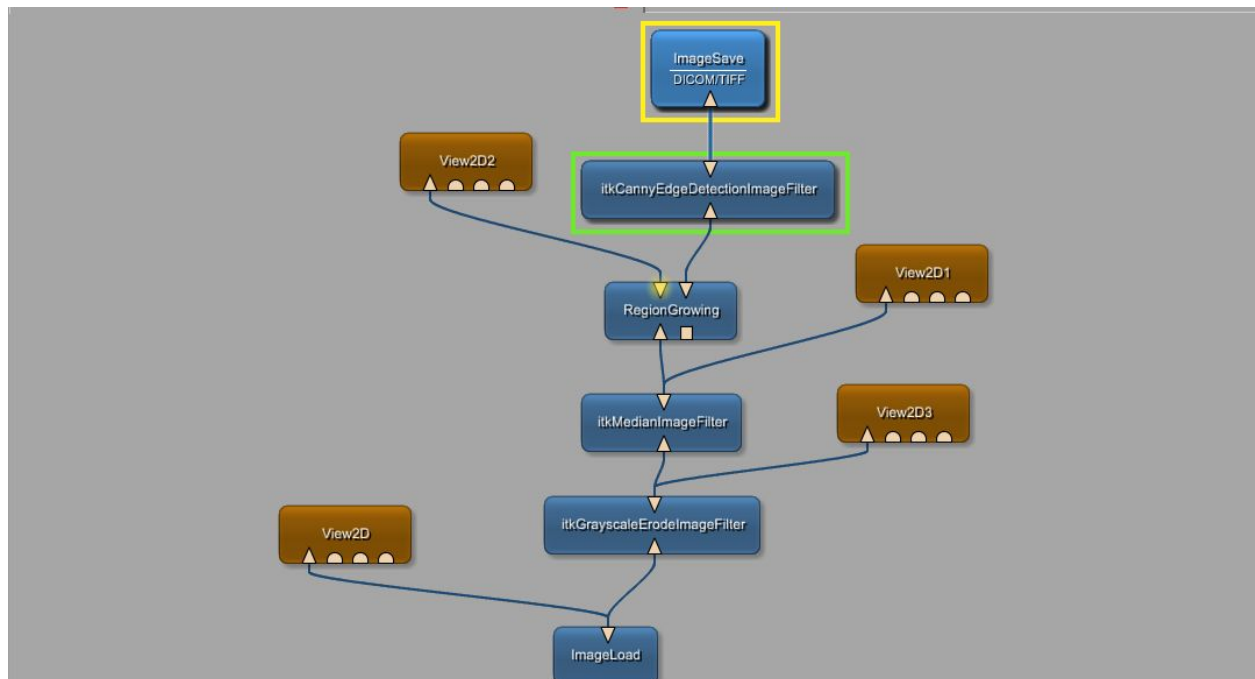 ImageSave
DICOM/TIFF
View2D2
itkCannyEdgeDetectionImageFilter
View2D1
RegionGrowing
View2D3
itkMedianImageFilter
itkGrayscaleErodeImageFilter
View2D
ImageLoad